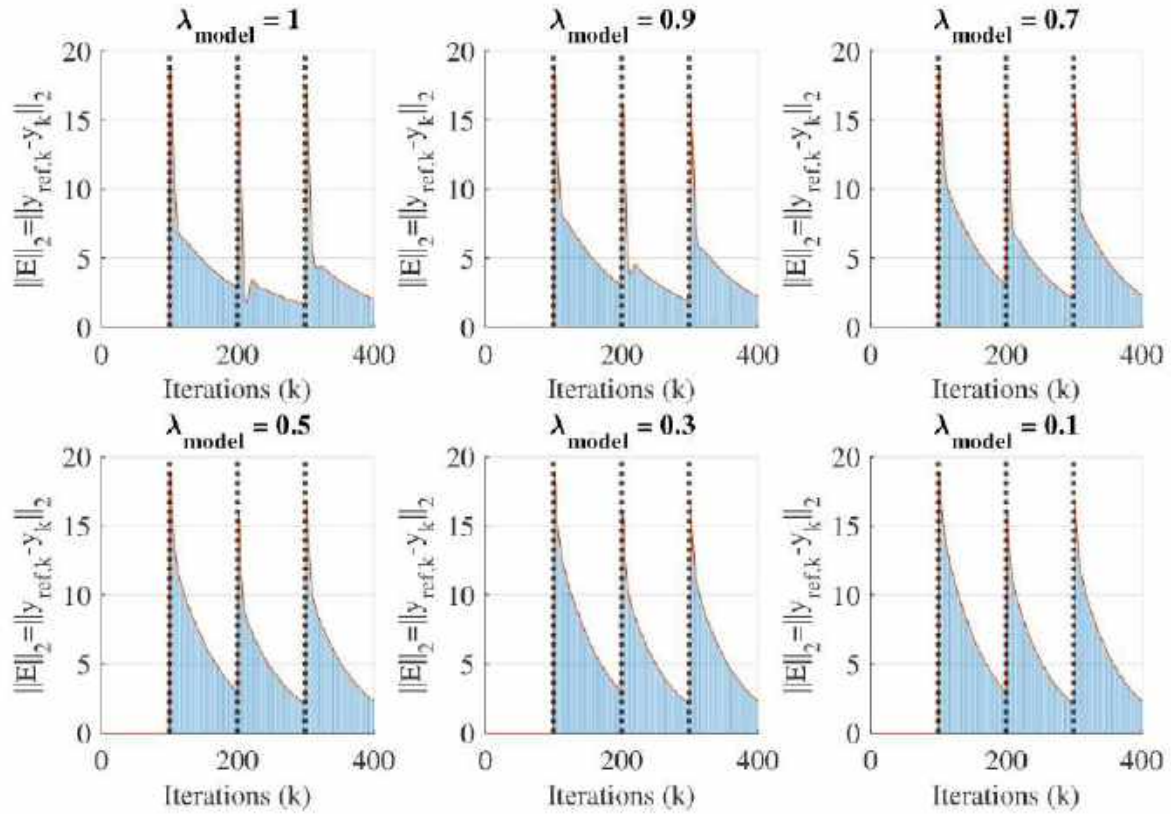 λmodel = 1
20
15
10
5
0
||E||2=||yref.k-yk||2
0 200 400
Iterations (k)
λmodel = 0.9
20
15
10
5
0
||E||2=||yref.k-yk||2
0 200 400
Iterations (k)
λmodel = 0.7
20
15
10
5
0
||E||2=||yref.k-yk||2
0 200 400
Iterations (k)
λmodel = 0.5
20
15
10
5
0
||E||2=||yref.k-yk||2
0 200 400
Iterations (k)
λmodel = 0.3
20
15
10
5
0
||E||2=||yref.k-yk||2
0 200 400
Iterations (k)
λmodel = 0.1
20
15
10
5
0
||E||2=||yref.k-yk||2
0 200 400
Iterations (k)